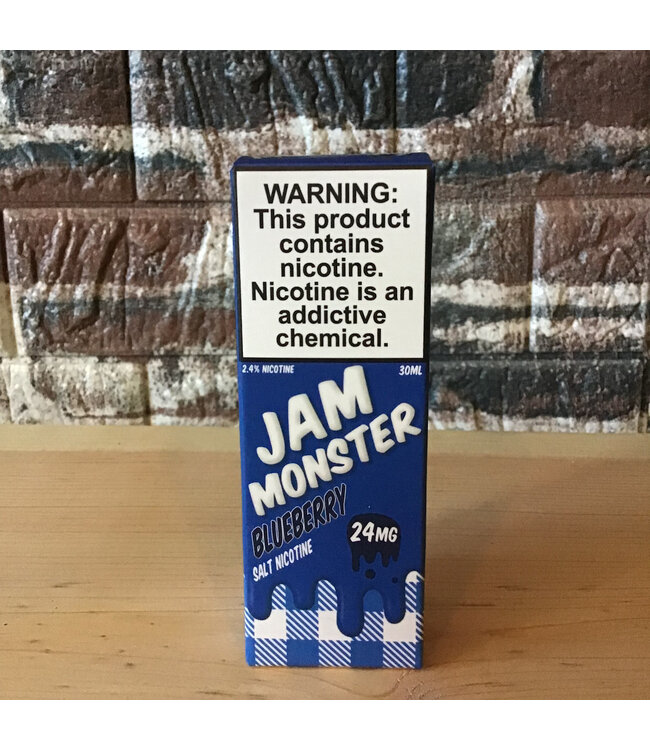 WARNING:
This product
contains
nicotine.
Nicotine is an
addictive
chemical.
2.4% NICOTINE 30ML
JAM
MONSTER
BLUEBERRY
24MG
SALT NICOTINE